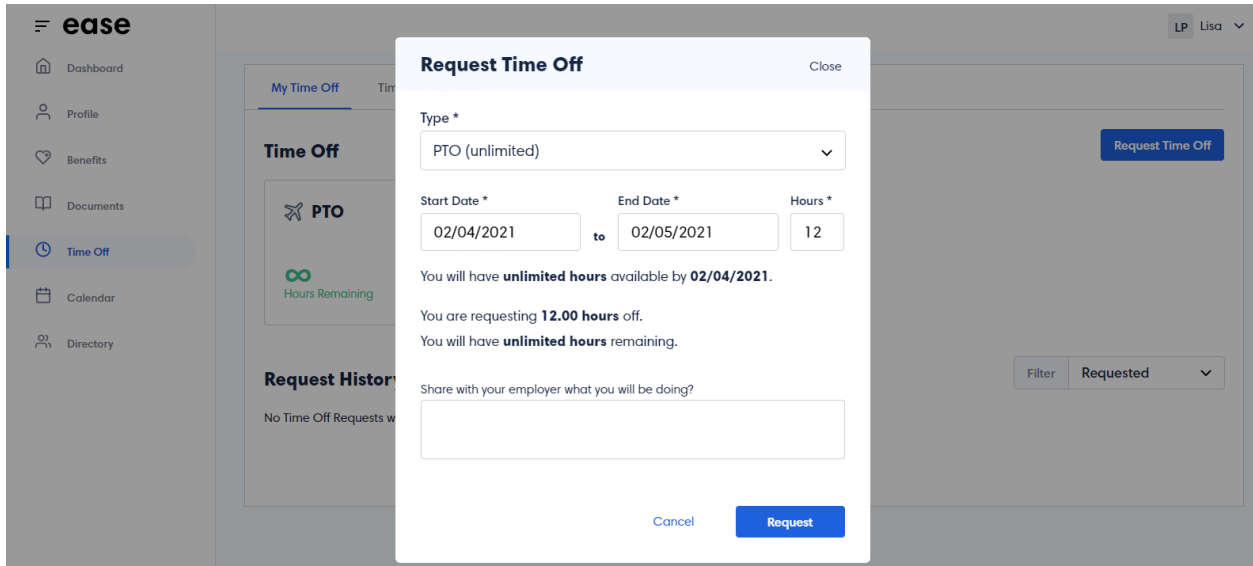 ease
LP Lisa
Dashboard
Profile
Benefits
Documents
Time Off
Calendar
Directory
My Time Off
Time Off
Request Time Off
PTO
Hours Remaining
Request History
Filter Requested
No Time Off Requests
Request Time Off
Close
Type *
PTO (unlimited)
Start Date * End Date * Hours *
02/04/2021 to 02/05/2021 12
You will have unlimited hours available by 02/04/2021.
You are requesting 12.00 hours off.
You will have unlimited hours remaining.
Share with your employer what you will be doing?
Cancel Request